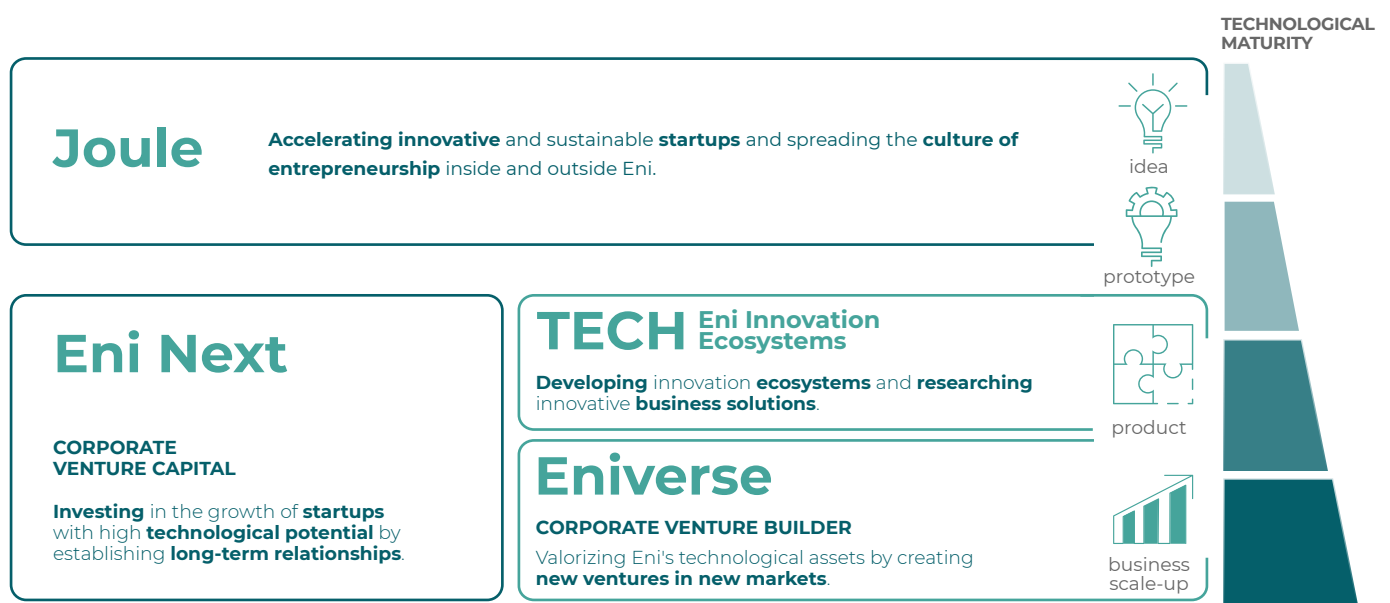 TECHNOLOGICAL
MATURITY
Joule
Accelerating innovative and sustainable startups and spreading the culture of
entrepreneurship inside and outside Eni.
idea
prototype
Eni Next
CORPORATE
VENTURE CAPITAL
Investing in the growth of startups
with high technological potential by
establishing long-term relationships.
TECH Eni Innovation
Ecosystems
Developing innovation ecosystems and researching
innovative business solutions.
product
Eniverse
CORPORATE VENTURE BUILDER
Valorizing Eni's technological assets by creating
new ventures in new markets.
business
scale-up